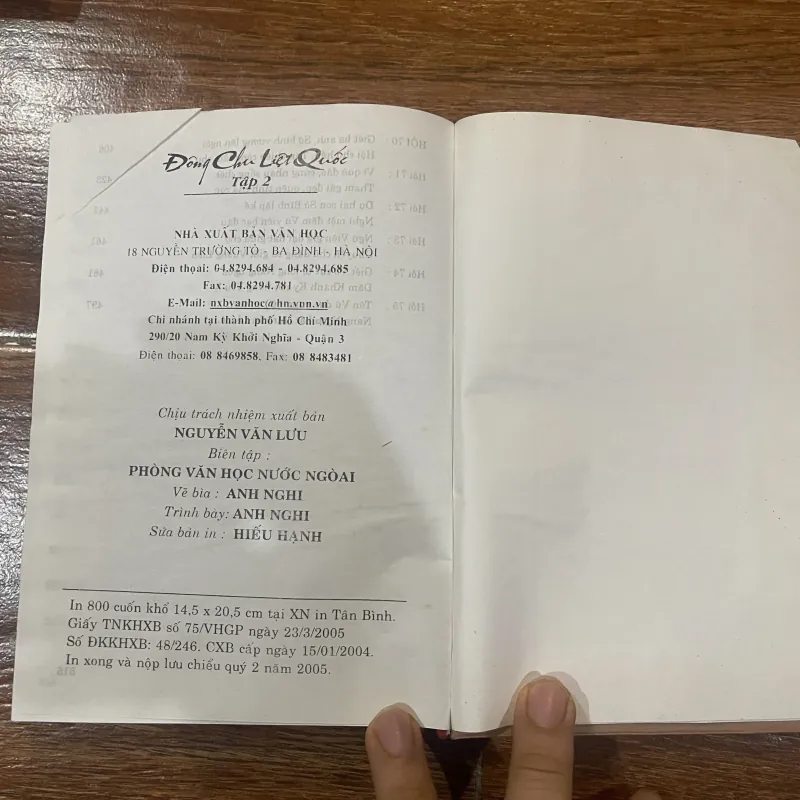 Đông Chu Liệt Quốc
Tập 2
NHÀ XUẤT BẢN VĂN HỌC
18 NGUYỄN TRƯỜNG TỘ - BA ĐÌNH - HÀ NỘI
Điện thọai: 04.8294.684 - 04.8294.685
Fax: 04.8294.781
E-Mail: nxbvanhoc@hn.vnn.vn
Chi nhánh tại thành phố Hồ Chí Minh
290/20 Nam Kỳ Khởi Nghĩa - Quận 3
Điện thoại: 08 8469858, Fax: 08 8483481
Chịu trách nhiệm xuất bản
NGUYỄN VĂN LƯU
Biên tập :
PHÒNG VĂN HỌC NƯỚC NGÒAI
Vẽ bìa : ANH NGHI
Trình bày: ANH NGHI
Sửa bản in : HIẾU HẠNH
In 800 cuốn khổ 14,5 x 20,5 cm tại XN in Tân Bình.
Giấy TNKHXB số 75/VHGP ngày 23/3/2005
Số ĐKKHXB: 48/246. CXB cấp ngày 15/01/2004.
In xong và nộp lưu chiểu quý 2 năm 2005.